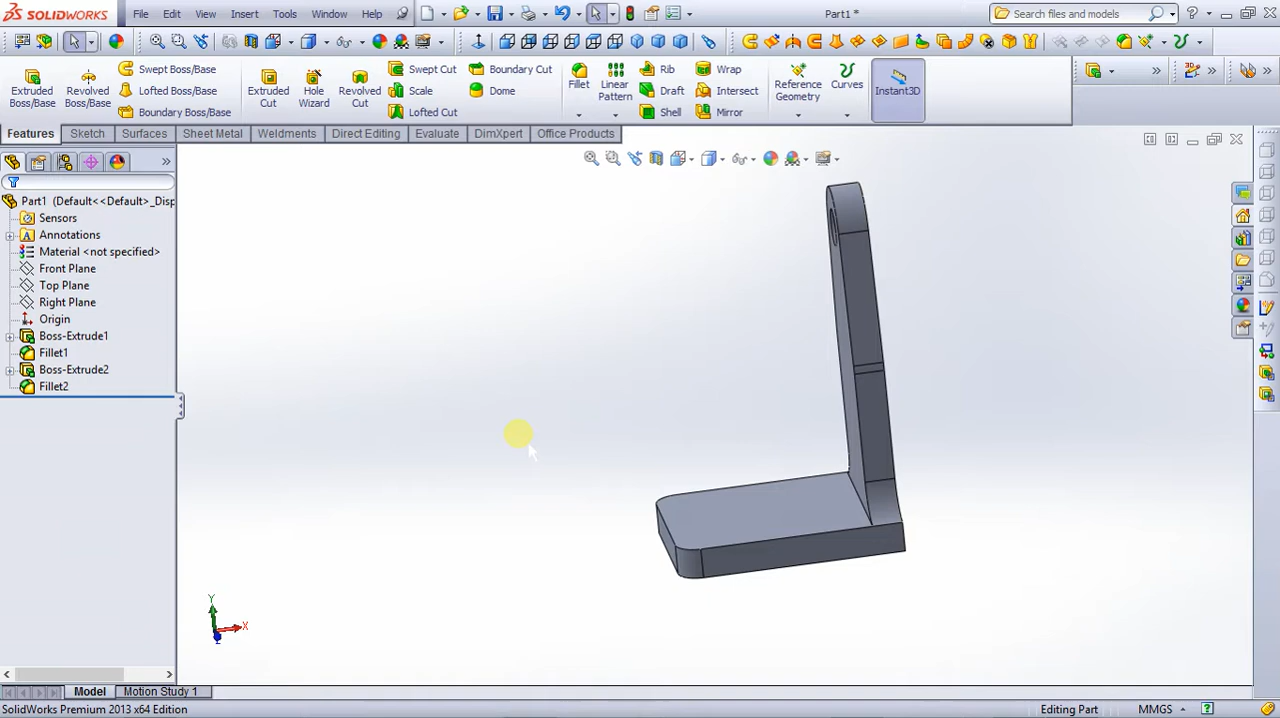 SOLIDWORKS File Edit View Insert Tools Window Help Part1 * Search files and models
Extruded Boss/Base Revolved Boss/Base Swept Boss/Base Lofted Boss/Base Boundary Boss/Base Extruded Cut Hole Wizard Revolved Cut Swept Cut Scale Lofted Cut Boundary Cut Dome Fillet Linear Pattern Rib Draft Shell Wrap Intersect Mirror Reference Geometry Curves Instant3D
Features Sketch Surfaces Sheet Metal Weldments Direct Editing Evaluate DimXpert Office Products
Part1 (Default<<Default>_Disp
Sensors
Annotations
Material <not specified>
Front Plane
Top Plane
Right Plane
Origin
Boss-Extrude1
Fillet1
Boss-Extrude2
Fillet2
Y
X
Model Motion Study 1
SolidWorks Premium 2013 x64 Edition Editing Part MMGS